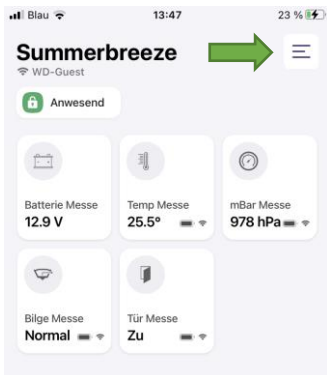 Blau 13:47 23 %
Summerbreeze
WD-Guest
Anwesend
Batterie Messe
12.9 V
Temp Messe
25.5°
mBar Messe
978 hPa
Bilge Messe
Normal
Tür Messe
Zu